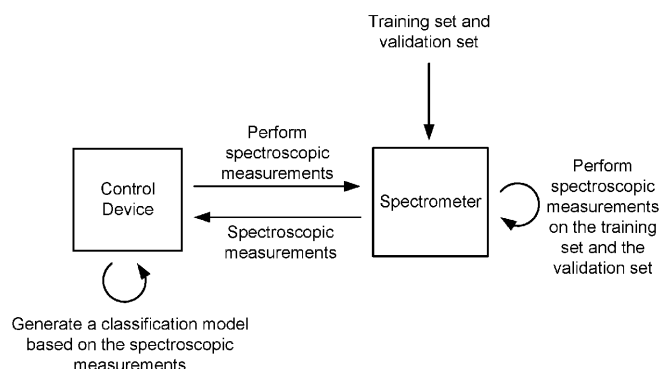 Training set and
validation set
Perform
spectroscopic
measurements
Control
Device
Spectrometer
Spectroscopic
measurements
Perform
spectroscopic
measurements
on the training
set and the
validation set
Generate a classification model
based on the spectroscopic
measurements